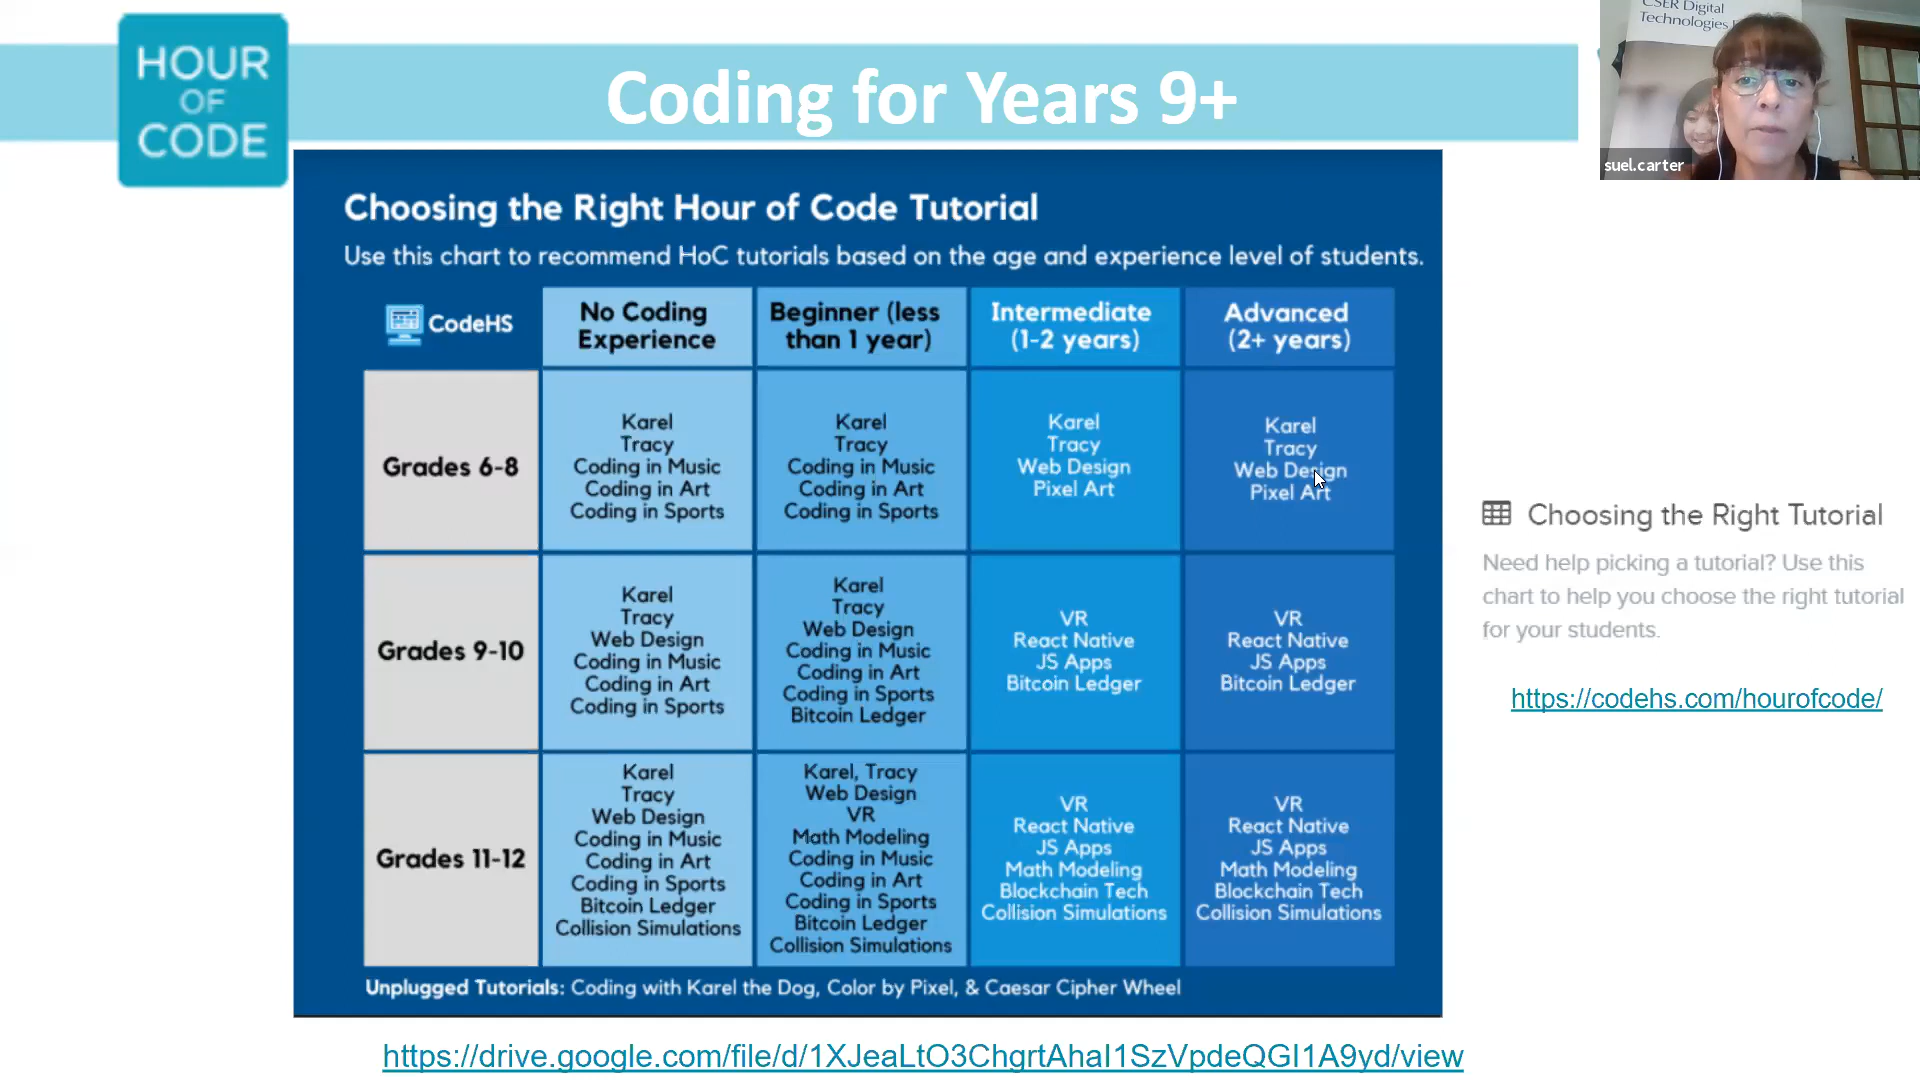 HOUR
OF
CODE
Coding for Years 9+
CSER Digital
Technologies
suel.carter
Choosing the Right Hour of Code Tutorial
Use this chart to recommend HoC tutorials based on the age and experience level of students.
CodeHS
No Coding
Experience
Beginner (less
than 1 year)
Intermediate
(1-2 years)
Advanced
(2+ years)
Grades 6-8
Karel
Tracy
Coding in Music
Coding in Art
Coding in Sports
Karel
Tracy
Coding in Music
Coding in Art
Coding in Sports
Karel
Tracy
Web Design
Pixel Art
Karel
Tracy
Web Design
Pixel Art
Grades 9-10
Karel
Tracy
Web Design
Coding in Music
Coding in Art
Coding in Sports
Karel
Tracy
Web Design
Coding in Music
Coding in Art
Coding in Sports
Bitcoin Ledger
VR
React Native
JS Apps
Bitcoin Ledger
VR
React Native
JS Apps
Bitcoin Ledger
Grades 11-12
Karel
Tracy
Web Design
Coding in Music
Coding in Art
Coding in Sports
Bitcoin Ledger
Collision Simulations
Karel, Tracy
Web Design
VR
Math Modeling
Coding in Music
Coding in Art
Coding in Sports
Bitcoin Ledger
Collision Simulations
VR
React Native
JS Apps
Math Modeling
Blockchain Tech
Collision Simulations
VR
React Native
JS Apps
Math Modeling
Blockchain Tech
Collision Simulations
Unplugged Tutorials: Coding with Karel the Dog, Color by Pixel, & Caesar Cipher Wheel
Choosing the Right Tutorial
Need help picking a tutorial? Use this
chart to help you choose the right tutorial
for your students.
https://codehs.com/hourofcode/
https://drive.google.com/file/d/1XJeaLtO3ChgrtAhaI1SzVpdeQGI1A9yd/view